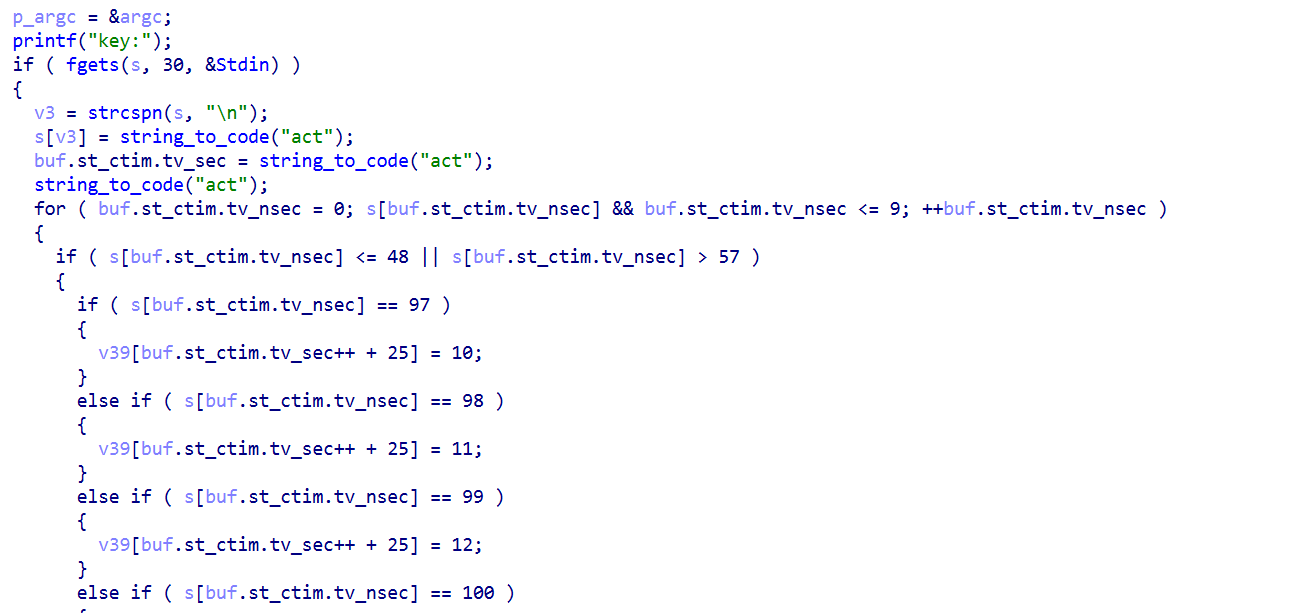 p_argc = &argc;
printf("key:");
if ( fgets(s, 30, &Stdin) )
{
  v3 = strcspn(s, "\n");
  s[v3] = string_to_code("act");
  buf.st_ctim.tv_sec = string_to_code("act");
  string_to_code("act");
  for ( buf.st_ctim.tv_nsec = 0; s[buf.st_ctim.tv_nsec] && buf.st_ctim.tv_nsec <= 9; ++buf.st_ctim.tv_nsec )
  {
    if ( s[buf.st_ctim.tv_nsec] <= 48 || s[buf.st_ctim.tv_nsec] > 57 )
    {
      if ( s[buf.st_ctim.tv_nsec] == 97 )
      {
        v39[buf.st_ctim.tv_sec++ + 25] = 10;
      }
      else if ( s[buf.st_ctim.tv_nsec] == 98 )
      {
        v39[buf.st_ctim.tv_sec++ + 25] = 11;
      }
      else if ( s[buf.st_ctim.tv_nsec] == 99 )
      {
        v39[buf.st_ctim.tv_sec++ + 25] = 12;
      }
      else if ( s[buf.st_ctim.tv_nsec] == 100 )